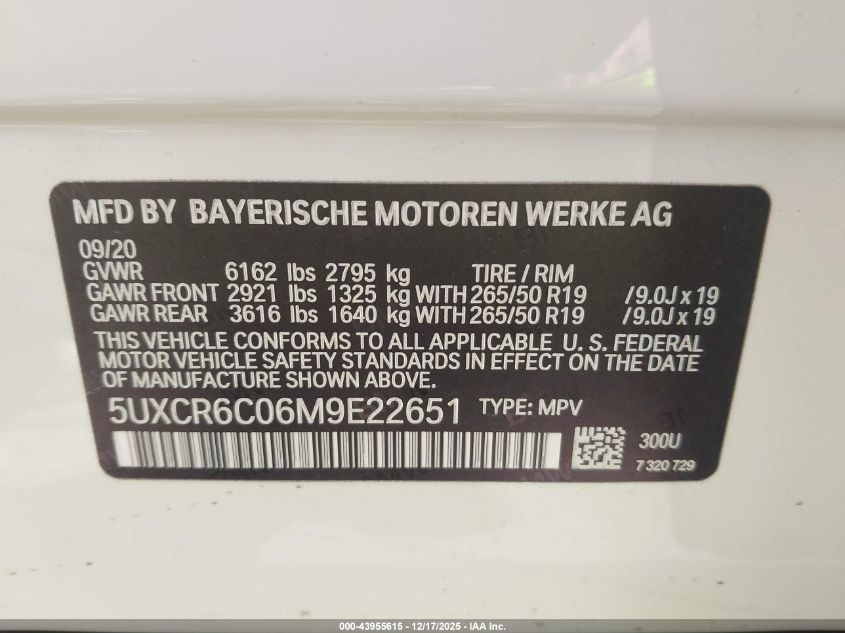 MFD BY BAYERISCHE MOTOREN WERKE AG
09/20
GVWR 6162 lbs 2795 kg TIRE / RIM
GAWR FRONT 2921 lbs 1325 kg WITH 265/50 R19 /9.0J x 19
GAWR REAR 3616 lbs 1640 kg WITH 265/50 R19 /9.0J x 19
THIS VEHICLE CONFORMS TO ALL APPLICABLE U. S. FEDERAL
MOTOR VEHICLE SAFETY STANDARDS IN EFFECT ON THE DATE
OF MANUFACTURE SHOWN ABOVE.
5UXCR6C06M9E22651 TYPE: MPV
300U
7 320 729
000-43955615 - 12/17/2025 - IAA Inc.